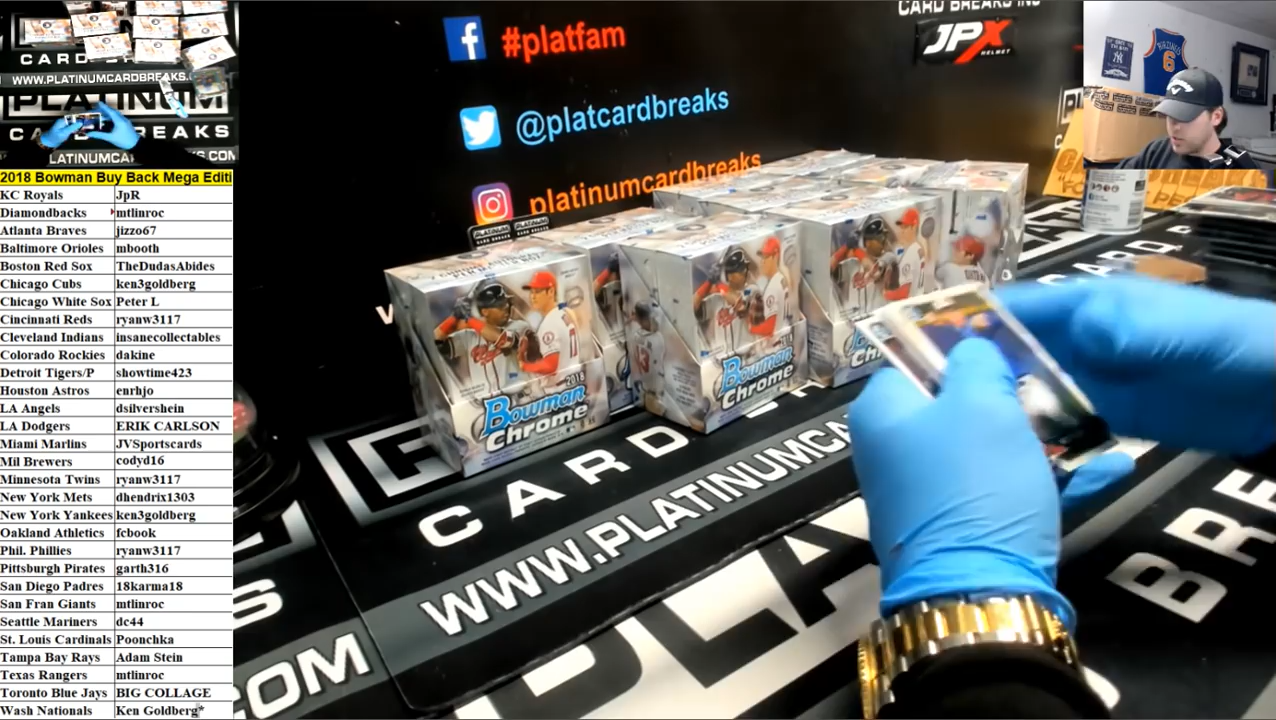 CARD BREAKS INC
#platfam
JPX
HELMET
@platcardbreaks
platinumcardbreaks
WWW.PLATINUMCARDBREAKS.
PLATINUM
CARD BREAKS
PLATINUMCARDBREAKS.COM
2018 Bowman Buy Back Mega Editi
KC Royals JpR
Diamondbacks mtlinroc
Atlanta Braves jizzo67
Baltimore Orioles mbooth
Boston Red Sox TheDudasAbides
Chicago Cubs ken3goldberg
Chicago White Sox Peter L
Cincinnati Reds ryanw3117
Cleveland Indians insanecollectables
Colorado Rockies dakine
Detroit Tigers/P showtime423
Houston Astros enrhjo
LA Angels dsilvershein
LA Dodgers ERIK CARLSON
Miami Marlins JVSportscards
Mil Brewers codyd16
Minnesota Twins ryanw3117
New York Mets dhendrix1303
New York Yankees ken3goldberg
Oakland Athletics fcbook
Phil. Phillies ryanw3117
Pittsburgh Pirates garth316
San Diego Padres 18karma18
San Fran Giants mtlinroc
Seattle Mariners dc44
St. Louis Cardinals Poonchka
Tampa Bay Rays Adam Stein
Texas Rangers mtlinroc
Toronto Blue Jays BIG COLLAGE
Wash Nationals Ken Goldberg*
2018
Bowman
Chrome
Bowman
Chrome
CARD
WWW.PLATINUMCA
BRE
S
.COM
6